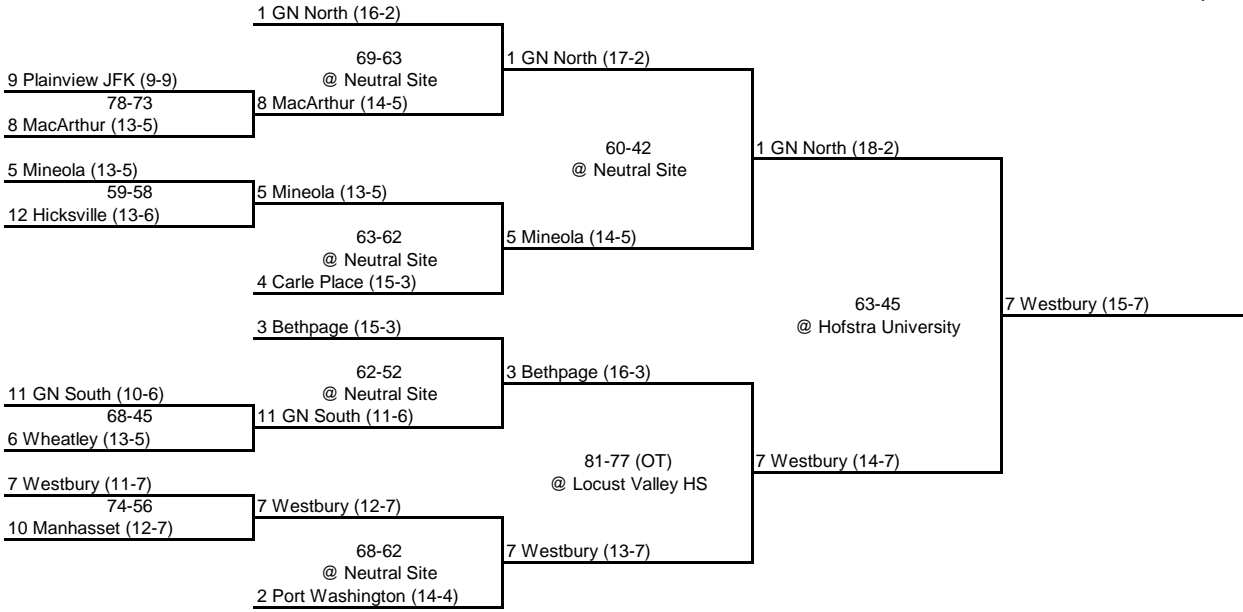 1 GN North (16-2)
69-63
@ Neutral Site
1 GN North (17-2)
9 Plainview JFK (9-9)
78-73
8 MacArthur (14-5)
8 MacArthur (13-5)
60-42
@ Neutral Site
1 GN North (18-2)
5 Mineola (13-5)
59-58
5 Mineola (13-5)
12 Hicksville (13-6)
63-62
@ Neutral Site
5 Mineola (14-5)
4 Carle Place (15-3)
63-45
@ Hofstra University
7 Westbury (15-7)
3 Bethpage (15-3)
62-52
@ Neutral Site
3 Bethpage (16-3)
11 GN South (10-6)
68-45
11 GN South (11-6)
6 Wheatley (13-5)
81-77 (OT)
@ Locust Valley HS
7 Westbury (14-7)
7 Westbury (11-7)
74-56
7 Westbury (12-7)
10 Manhasset (12-7)
68-62
@ Neutral Site
7 Westbury (13-7)
2 Port Washington (14-4)